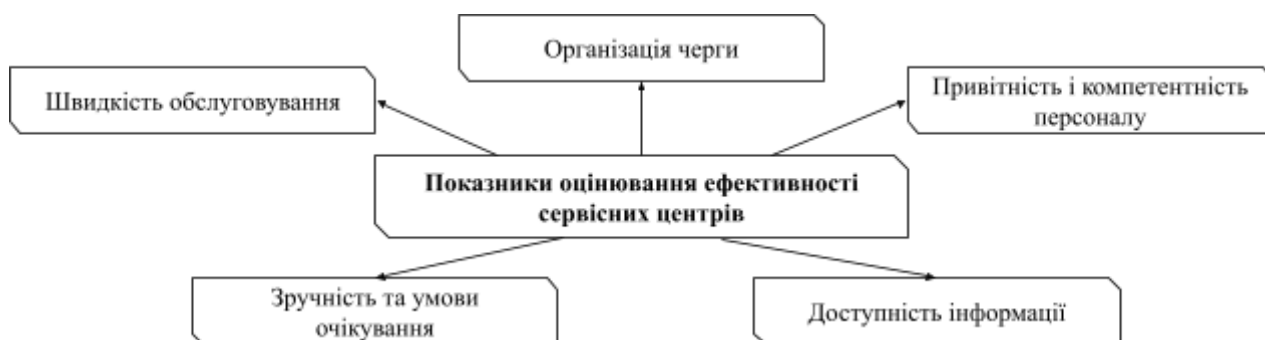 Організація черги
Швидкість обслуговування
Привітність і компетентність
персоналу
Показники оцінювання ефективності
сервісних центрів
Зручність та умови
очікування
Доступність інформації